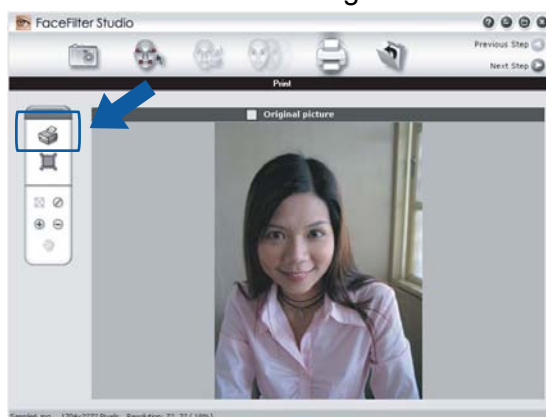 FaceFilter Studio
Previous Step
Next Step
Print
Original picture